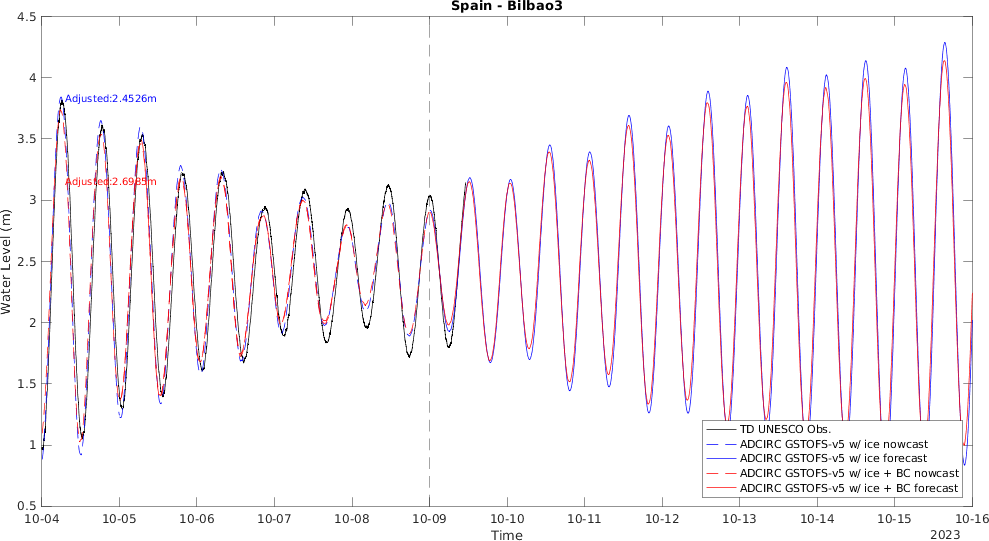 Spain - Bilbao3
Water Level (m)
4.5
4
3.5
3
2.5
2
1.5
1
0.5
Adjusted:2.4526m
Adjusted:2.6985m
TD UNESCO Obs.
ADCIRC GSTOFS-v5 w/ ice nowcast
ADCIRC GSTOFS-v5 w/ ice forecast
ADCIRC GSTOFS-v5 w/ ice + BC nowcast
ADCIRC GSTOFS-v5 w/ ice + BC forecast
10-04 10-05 10-06 10-07 10-08 10-09 10-10 10-11 10-12 10-13 10-14 10-15 10-16
Time
2023